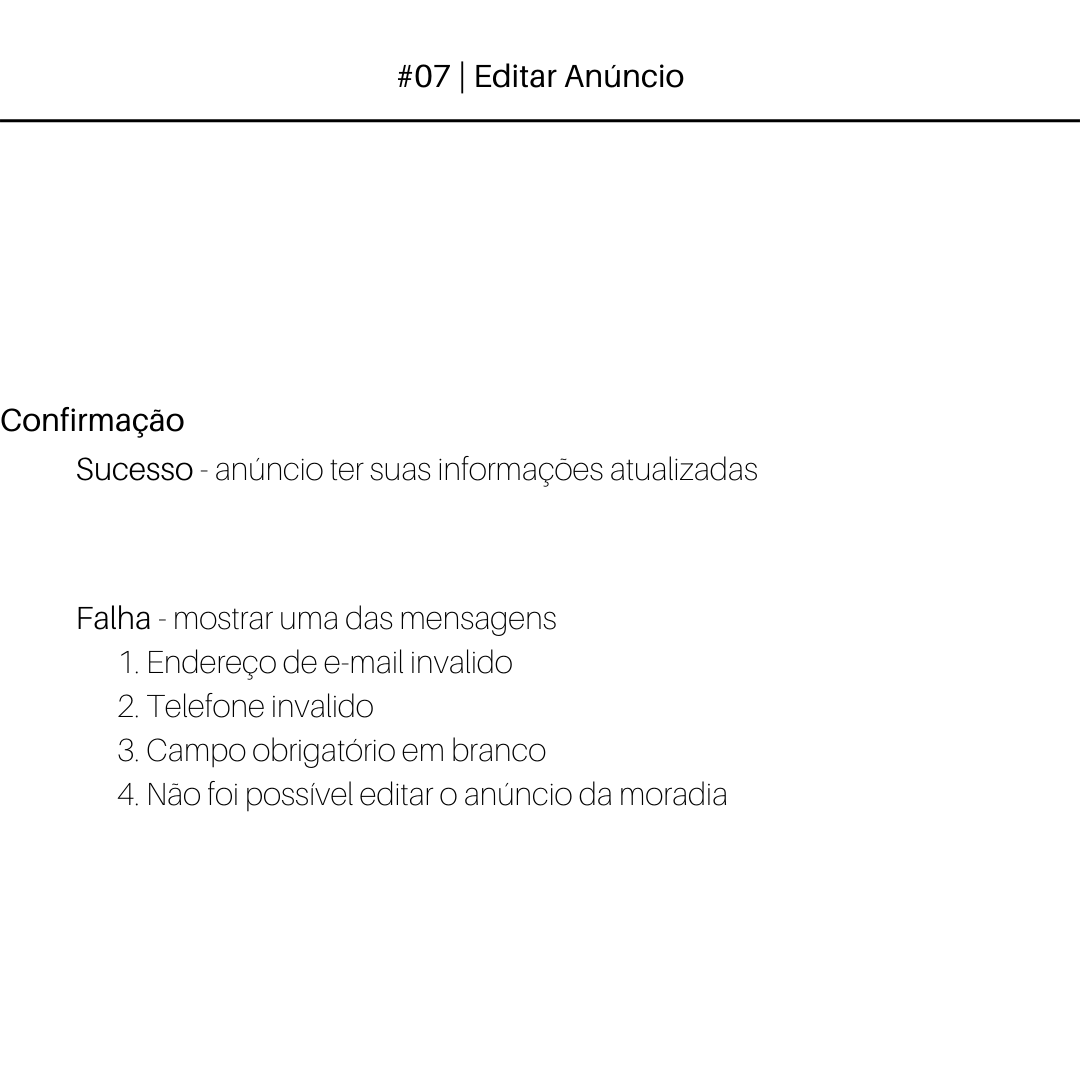 #07 | Editar Anúncio
Confirmação
Sucesso - anúncio ter suas informações atualizadas
Falha - mostrar uma das mensagens
1. Endereço de e-mail invalido
2. Telefone invalido
3. Campo obrigatório em branco
4. Não foi possível editar o anúncio da moradia